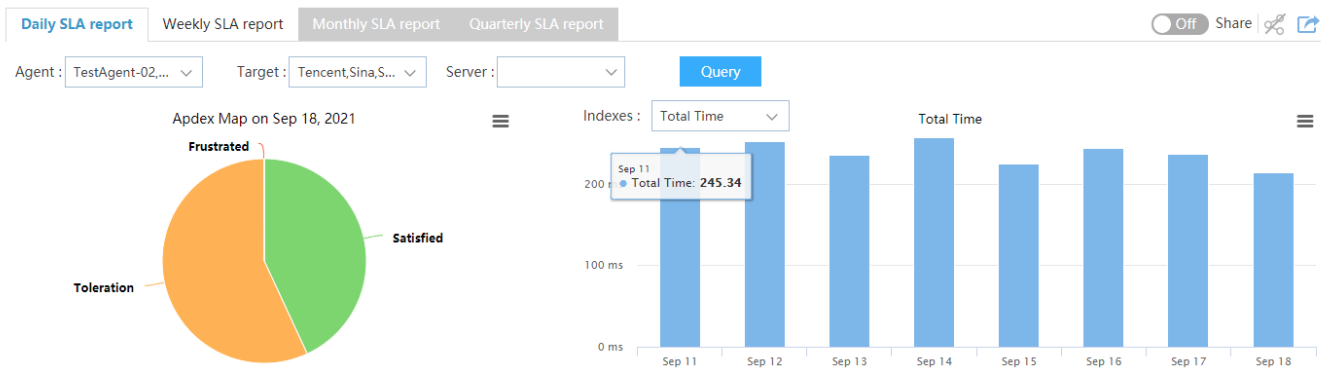 Daily SLA report Weekly SLA report Monthly SLA report Quarterly SLA report Off Share
Agent : TestAgent-02,... Target : Tencent,Sina,S... Server : Query
Apdex Map on Sep 18, 2021
Frustrated
Satisfied
Toleration
Indexes : Total Time Total Time
Sep 11
Total Time: 245.34
200 m
100 ms
0 ms
Sep 11 Sep 12 Sep 13 Sep 14 Sep 15 Sep 16 Sep 17 Sep 18